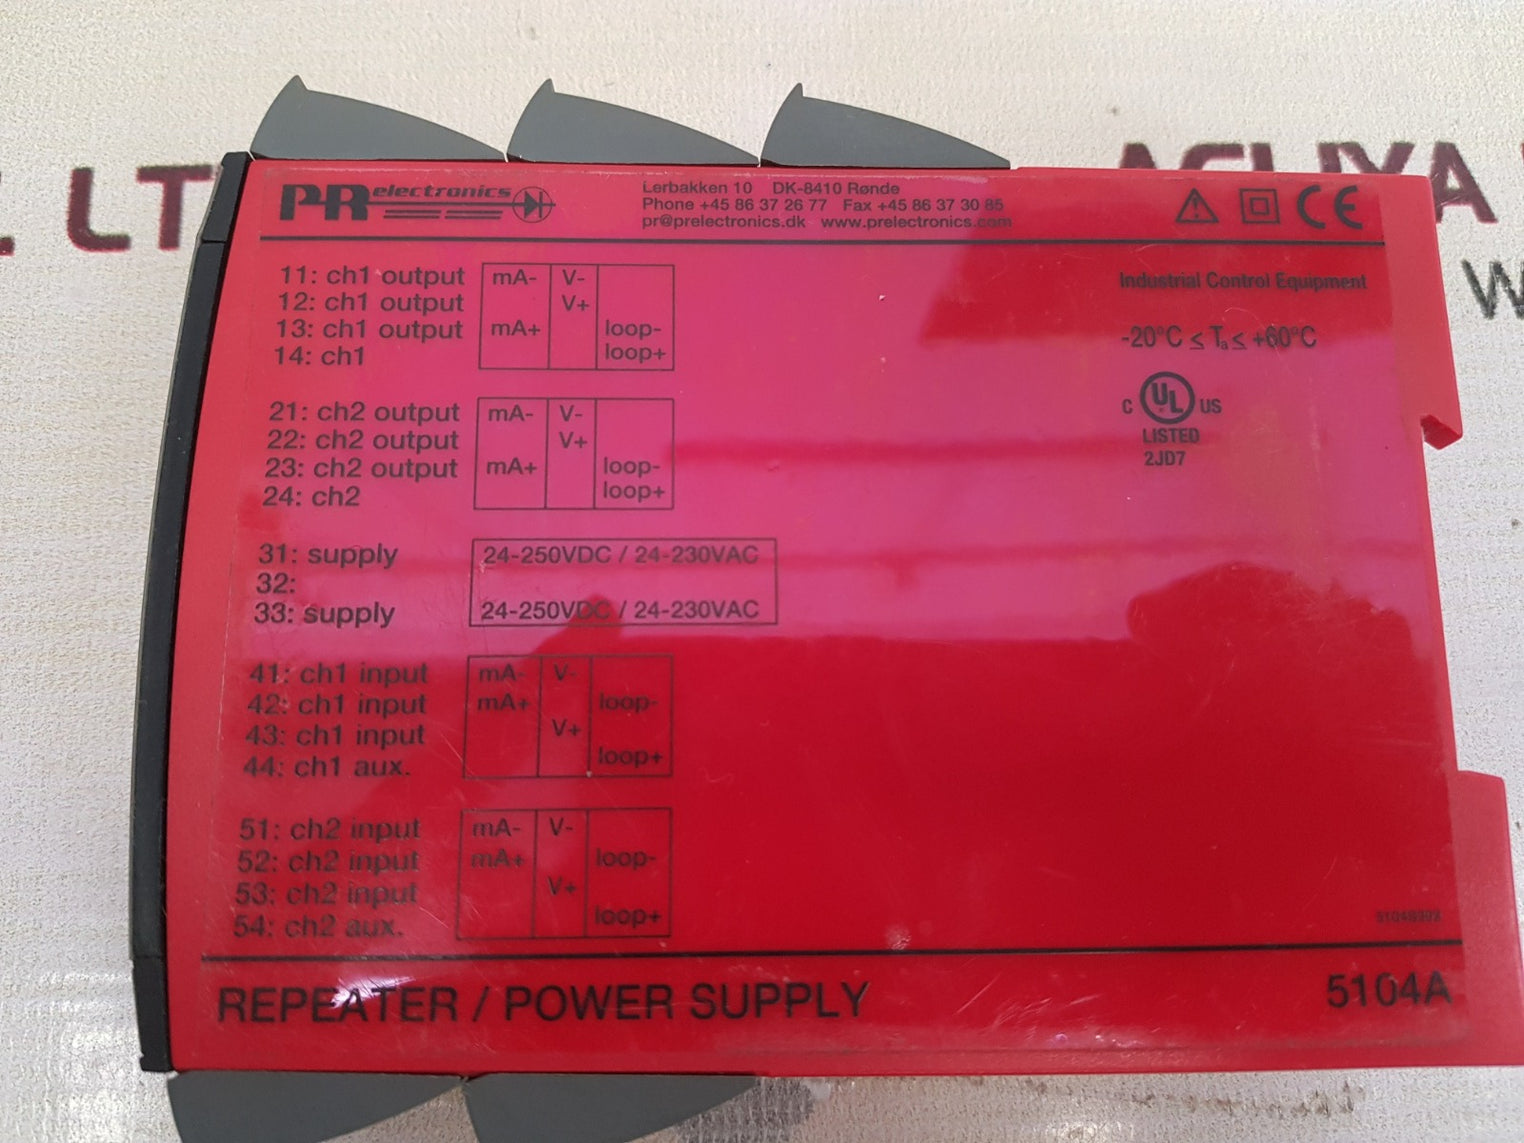 PR electronics
Lerbakken 10 DK-8410 Rønde
Phone +45 86 37 26 77 Fax +45 86 37 30 85
pr@prelectronics.dk www.prelectronics.com
CE
11: ch1 output mA- V-
12: ch1 output V+
13: ch1 output mA+ loop-
14: ch1 loop+
Industrial Control Equipment
-20°C ≤ Ta ≤ +60°C
C UL US
LISTED
2JD7
21: ch2 output mA- V-
22: ch2 output V+
23: ch2 output mA+ loop-
24: ch2 loop+
31: supply 24-250VDC / 24-230VAC
32:
33: supply 24-250VDC / 24-230VAC
41: ch1 input mA- V-
42: ch1 input mA+ loop-
43: ch1 input V+
44: ch1 aux. loop+
51: ch2 input mA- V-
52: ch2 input mA+ loop-
53: ch2 input V+
54: ch2 aux. loop+
REPEATER / POWER SUPPLY 5104A